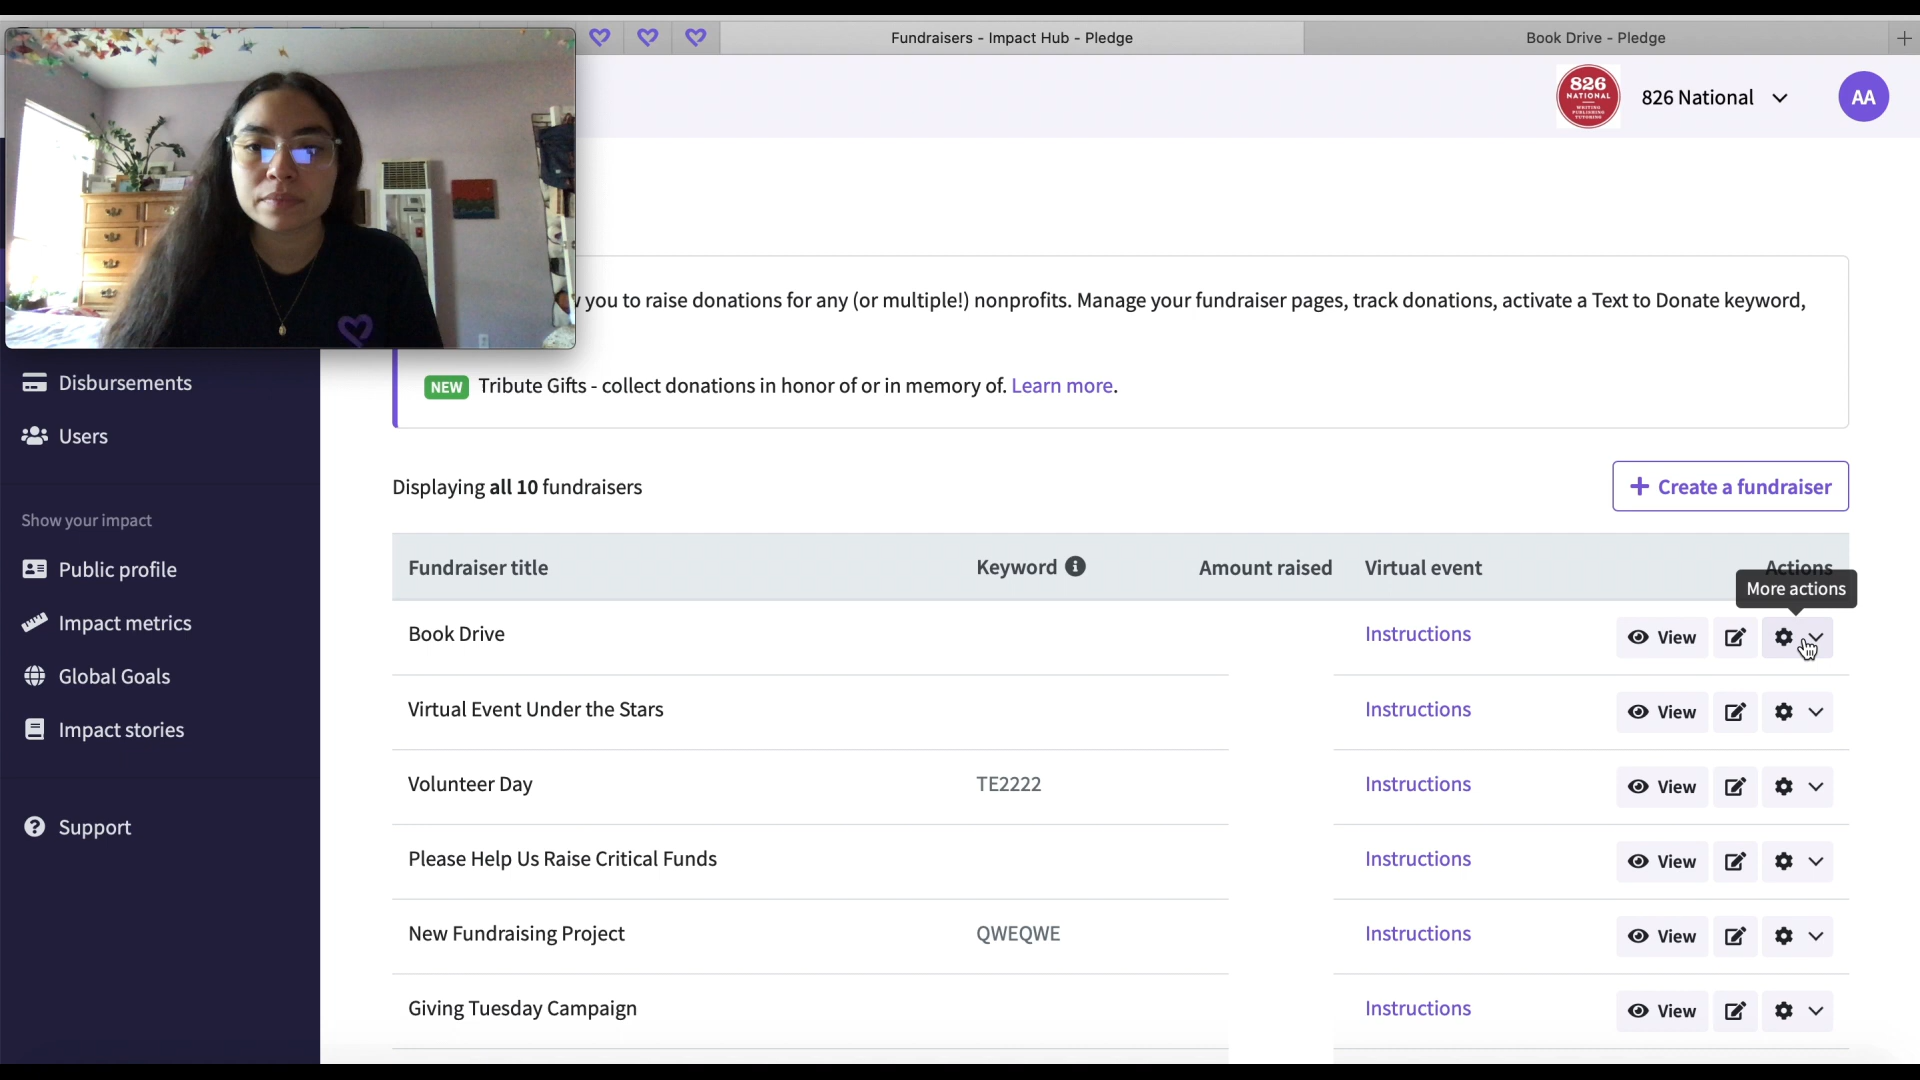 Fundraisers - Impact Hub - Pledge
Book Drive - Pledge
826 NATIONAL
WRITING PUBLISHING TUTORING
826 National
AA
you to raise donations for any (or multiple!) nonprofits. Manage your fundraiser pages, track donations, activate a Text to Donate keyword,
NEW Tribute Gifts - collect donations in honor of or in memory of. Learn more.
Disbursements
Users
Show your impact
Public profile
Impact metrics
Global Goals
Impact stories
Support
Displaying all 10 fundraisers
+ Create a fundraiser
Fundraiser title Keyword Amount raised Virtual event Actions
More actions
Book Drive Instructions View
Virtual Event Under the Stars Instructions View
Volunteer Day TE2222 Instructions View
Please Help Us Raise Critical Funds Instructions View
New Fundraising Project QWEQWE Instructions View
Giving Tuesday Campaign Instructions View